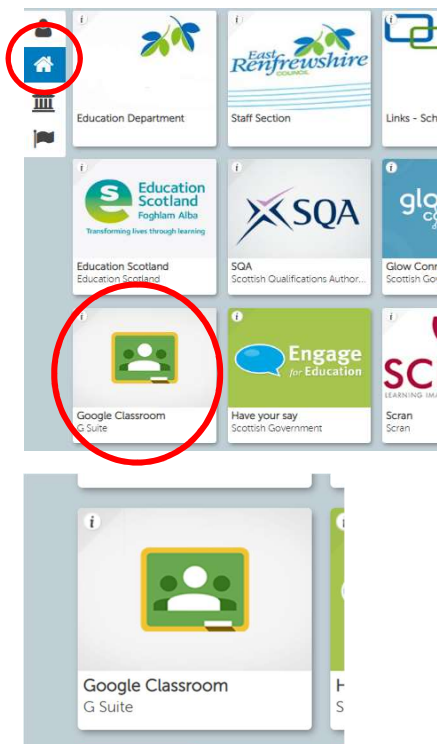 East
Renfrewshire
COUNCIL
Education Department
Staff Section
Links - Sch
Education
Scotland
Foghlam Alba
Transforming lives through learning
SQA
glo
Education Scotland
Education Scotland
SQA
Scottish Qualifications Author...
Glow Conn
Scottish Gov
Engage
for Education
SC
LEARNING IMA
Google Classroom
G Suite
Have your say
Scottish Government
Scran
Scran
Google Classroom
G Suite
H
S